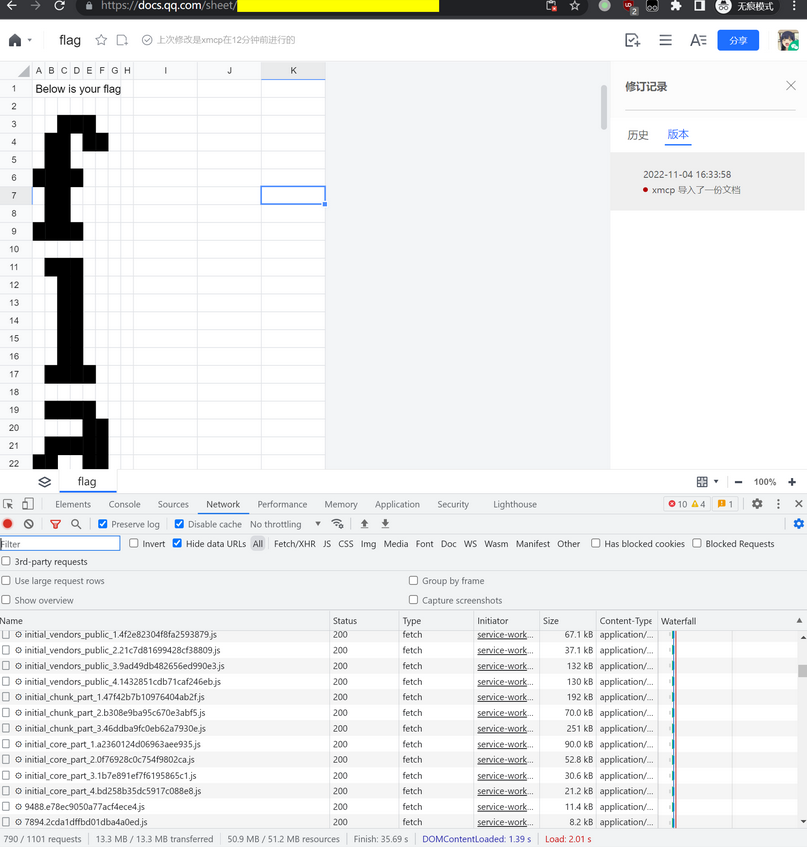 https://docs.qq.com/sheet/
2
无痕模式
flag
上次修改是xmcp在12分钟前进行的
分享
A B C D E F G H I J K
1 Below is your flag
2
3
4
5
6
7
8
9
10
11
12
13
14
15
16
17
18
19
20
21
22
修订记录
历史 版本
2022-11-04 16:33:58
xmcp 导入了一份文档
f
l
a
flag
100%
Elements Console Sources Network Performance Memory Application Security Lighthouse 10 4 1
Preserve log Disable cache No throttling
Filter Invert Hide data URLs All Fetch/XHR JS CSS Img Media Font Doc WS Wasm Manifest Other Has blocked cookies Blocked Requests
3rd-party requests
Use large request rows Group by frame
Show overview Capture screenshots
Name Status Type Initiator Size Content-Type Waterfall
initial_vendors_public_1.4f2e82304f8fa2593879.js 200 fetch service-work... 67.1 kB application/...
initial_vendors_public_2.21c7d81699428cf38809.js 200 fetch service-work... 37.1 kB application/...
initial_vendors_public_3.9ad49db482656ed990e3.js 200 fetch service-work... 132 kB application/...
initial_vendors_public_4.1432851cdb71caf246eb.js 200 fetch service-work... 130 kB application/...
initial_chunk_part_1.47f42b7b10976404ab2f.js 200 fetch service-work... 192 kB application/...
initial_chunk_part_2.b308e9ba95c670e3abf5.js 200 fetch service-work... 70.0 kB application/...
initial_chunk_part_3.46ddba9fc0eb62a7930e.js 200 fetch service-work... 251 kB application/...
initial_core_part_1.a2360124d06963aee935.js 200 fetch service-work... 90.0 kB application/...
initial_core_part_2.0f76928c0c754f9802ca.js 200 fetch service-work... 52.8 kB application/...
initial_core_part_3.1b7e891ef7f6195865c1.js 200 fetch service-work... 30.6 kB application/...
initial_core_part_4.bd258b35dc5917c088e8.js 200 fetch service-work... 21.2 kB application/...
9488.e78ec9050a77acf4ece4.js 200 fetch service-work... 11.4 kB application/...
7894.2cda1dffbd01dba4a0ed.js 200 fetch service-work... 8.2 kB application/...
790 / 1101 requests 13.3 MB / 13.3 MB transferred 50.9 MB / 51.2 MB resources Finish: 35.69 s DOMContentLoaded: 1.39 s Load: 2.01 s